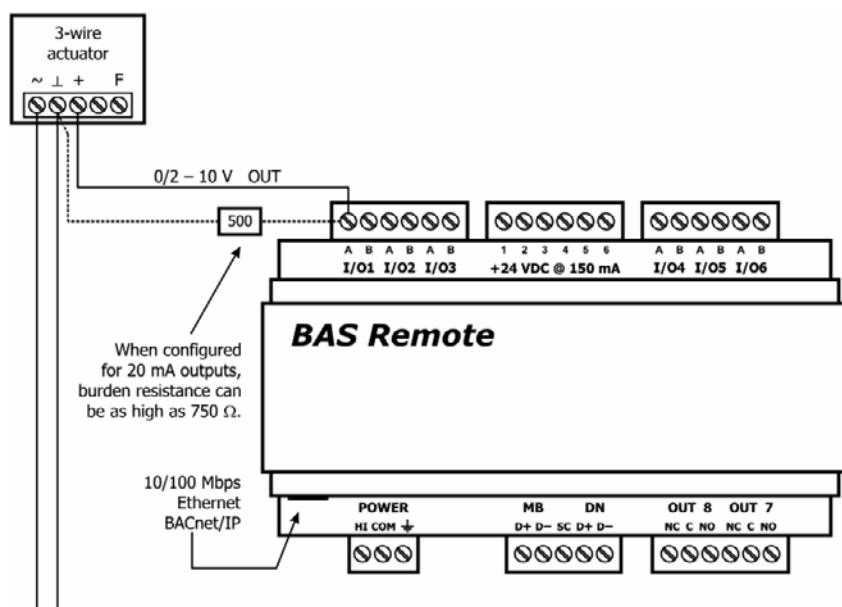 3-wire
actuator
~ ⊥ + F
0/2 – 10 V OUT
500
A B A B A B
I/O1 I/O2 I/O3
1 2 3 4 5 6
+24 VDC @ 150 mA
A B A B A B
I/O4 I/O5 I/O6
BAS Remote
When configured
for 20 mA outputs,
burden resistance can
be as high as 750 Ω.
10/100 Mbps
Ethernet
BACnet/IP
POWER
HI COM ⏚
MB DN
D+ D– SC D+ D–
OUT 8 OUT 7
NC C NO NC C NO